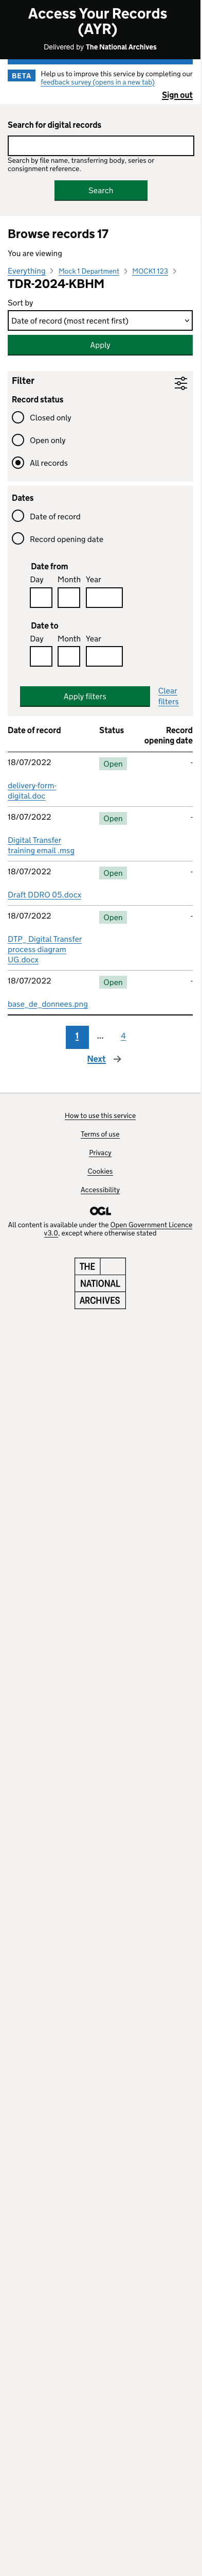 Access Your Records
(AYR)
Delivered by The National Archives
BETA
Help us to improve this service by completing our
feedback survey (opens in a new tab)
Sign out
Search for digital records
Search by file name, transferring body, series or
consignment reference.
Search
Browse records 17
You are viewing
Everything
Mock 1 Department
MOCK1 123
TDR-2024-KBHM
Sort by
Date of record (most recent first)
Apply
Filter
Record status
Closed only
Open only
All records
Dates
Date of record
Record opening date
Date from
Day Month Year
Date to
Day Month Year
Apply filters
Clear
filters
Date of record Status Record
opening date
18/07/2022 Open -
delivery-form-
digital.doc
18/07/2022 Open -
Digital Transfer
training email .msg
18/07/2022 Open -
Draft DDRO 05.docx
18/07/2022 Open -
DTP_ Digital Transfer
process diagram
UG.docx
18/07/2022 Open -
base_de_donnees.png
1 ... 4
Next
How to use this service
Terms of use
Privacy
Cookies
Accessibility
OGL
All content is available under the Open Government Licence
v3.0, except where otherwise stated
THE
NATIONAL
ARCHIVES